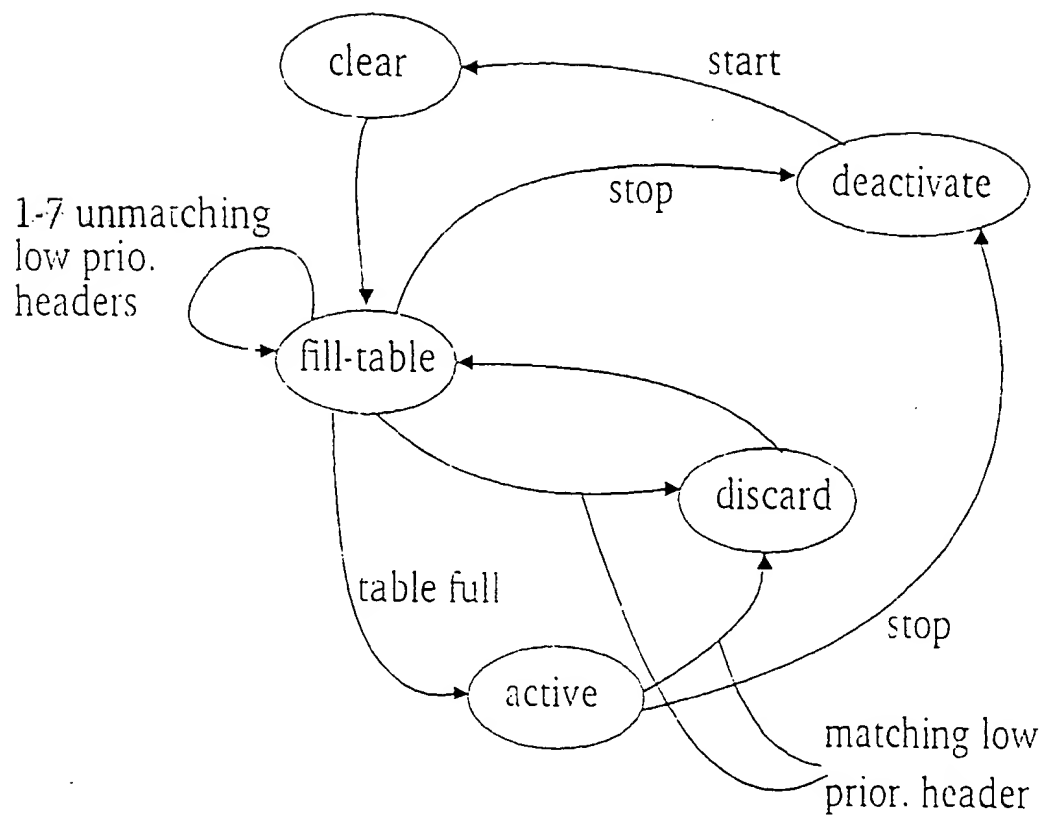 clear
start
deactivate
stop
1-7 unmatching
low prio.
headers
fill-table
discard
table full
stop
active
matching low
prior. header